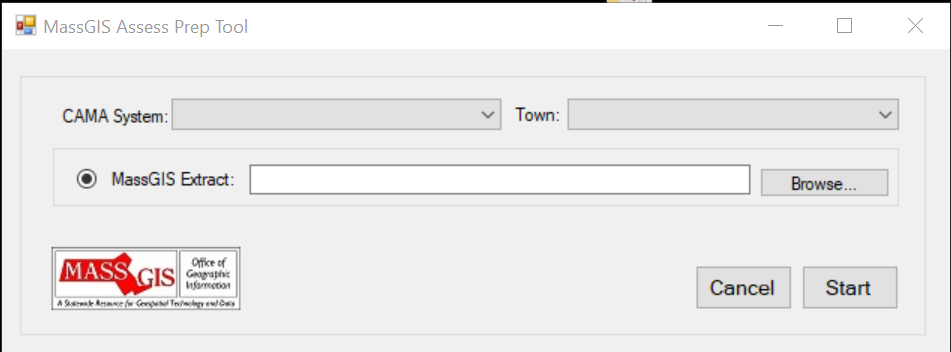 MassGIS Assess Prep Tool
CAMA System:
Town:
MassGIS Extract:
Browse...
MASS GIS
Office of
Geographic
Information
A Statewide Resource for Geospatial Technology and Data
Cancel
Start